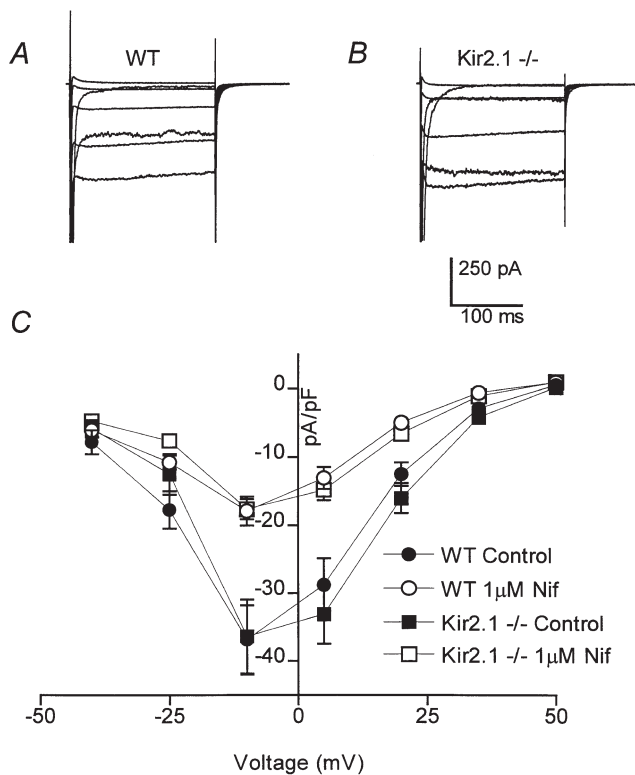 A
WT
B
Kir2.1 -/-
250 pA
100 ms
C
0
-10
-20
-30
-40
pA/pF
WT Control
WT 1µM Nif
Kir2.1 -/- Control
Kir2.1 -/- 1µM Nif
-50 -25 0 25 50
Voltage (mV)